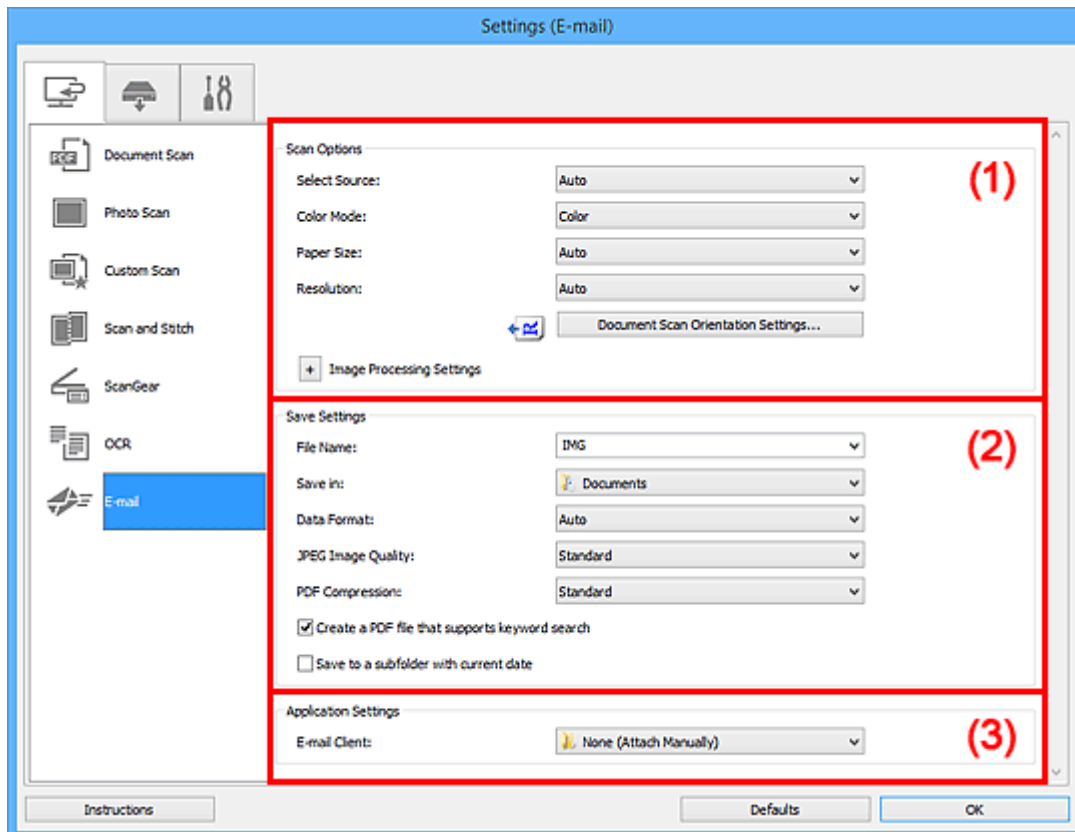 Settings (E-mail)
PDF
Document Scan
Photo Scan
Custom Scan
Scan and Stitch
ScanGear
OCR
E-mail
Scan Options
(1)
Select Source: Auto
Color Mode: Color
Paper Size: Auto
Resolution: Auto
R Document Scan Orientation Settings...
+ Image Processing Settings
Save Settings
(2)
File Name: IMG
Save in: Documents
Data Format: Auto
JPEG Image Quality: Standard
PDF Compression: Standard
Create a PDF file that supports keyword search
Save to a subfolder with current date
Application Settings
(3)
E-mail Client: None (Attach Manually)
Instructions Defaults OK